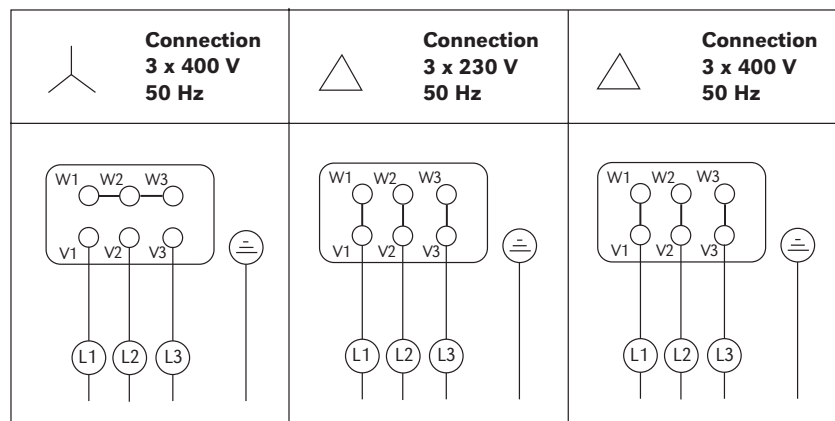 Connection
3 x 400 V
50 Hz
Connection
3 x 230 V
50 Hz
Connection
3 x 400 V
50 Hz
W1 W2 W3
V1 V2 V3
L1 L2 L3
W1 W2 W3
V1 V2 V3
L1 L2 L3
W1 W2 W3
V1 V2 V3
L1 L2 L3